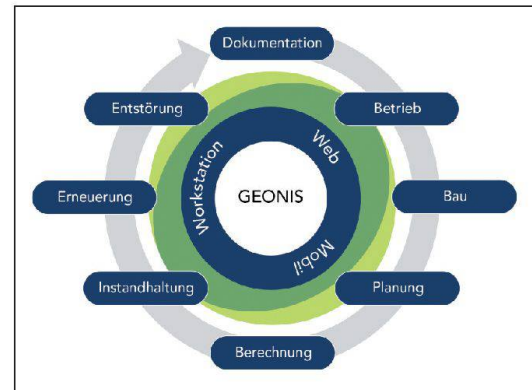 Dokumentation
Entstörung
Betrieb
Workstation
Web
Erneuerung
GEONIS
Bau
Mobil
Instandhaltung
Planung
Berechnung